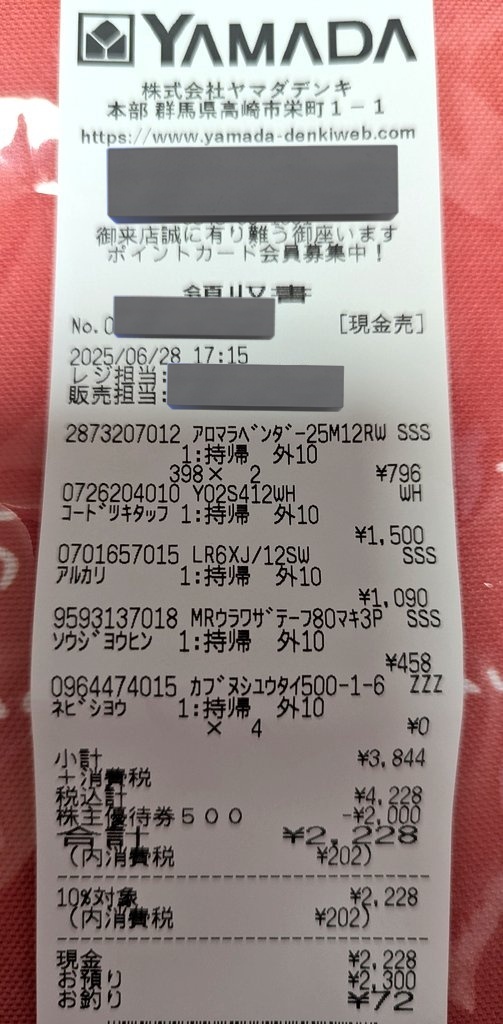 YAMADA
株式会社ヤマダデンキ
本部 群馬県高崎市栄町1-1
https://www.yamada-denkiweb.com
御来店誠に有り難う御座います
ポイントカード会員募集中!
領収書
No.0 [現金売]
2025/06/28 17:15
レジ担当:
販売担当:
2873207012 アロマラベンダー25M12RW SSS
1:持帰 外10
398× 2 ¥796
0726204010 Y02S412WH WH
コードツキタップ 1:持帰 外10
¥1,500
0701657015 LR6XJ/12SW SSS
アルカリ 1:持帰 外10
¥1,090
9593137018 MRウラワザテープ80マキ3P SSS
ソウジヨウヒン 1:持帰 外10
¥458
0964474015 カブヌシユウタイ500-1-6 ZZZ
ネビシヨウ 1:持帰 外10
× 4 ¥0
小計 ¥3,844
+消費税
税込計 ¥4,228
株主優待券500 -¥2,000
合計 ¥2,228
(内消費税 ¥202)
10%対象 ¥2,228
(内消費税 ¥202)
現金 ¥2,228
お預り ¥2,300
お釣り ¥72